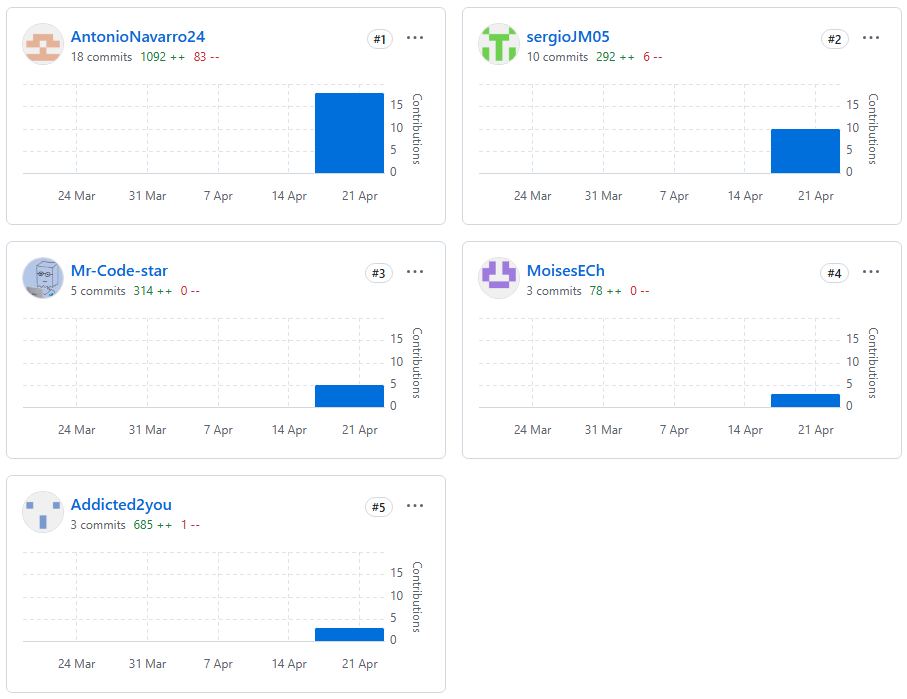 AntonioNavarro24
#1
18 commits 1092 ++ 83 --
15
10
5
0
Contributions
24 Mar 31 Mar 7 Apr 14 Apr 21 Apr
sergioJM05
#2
10 commits 292 ++ 6 --
15
10
5
0
Contributions
24 Mar 31 Mar 7 Apr 14 Apr 21 Apr
Mr-Code-star
#3
5 commits 314 ++ 0 --
15
10
5
0
Contributions
24 Mar 31 Mar 7 Apr 14 Apr 21 Apr
MoisesECh
#4
3 commits 78 ++ 0 --
15
10
5
0
Contributions
24 Mar 31 Mar 7 Apr 14 Apr 21 Apr
Addicted2you
#5
3 commits 685 ++ 1 --
15
10
5
0
Contributions
24 Mar 31 Mar 7 Apr 14 Apr 21 Apr